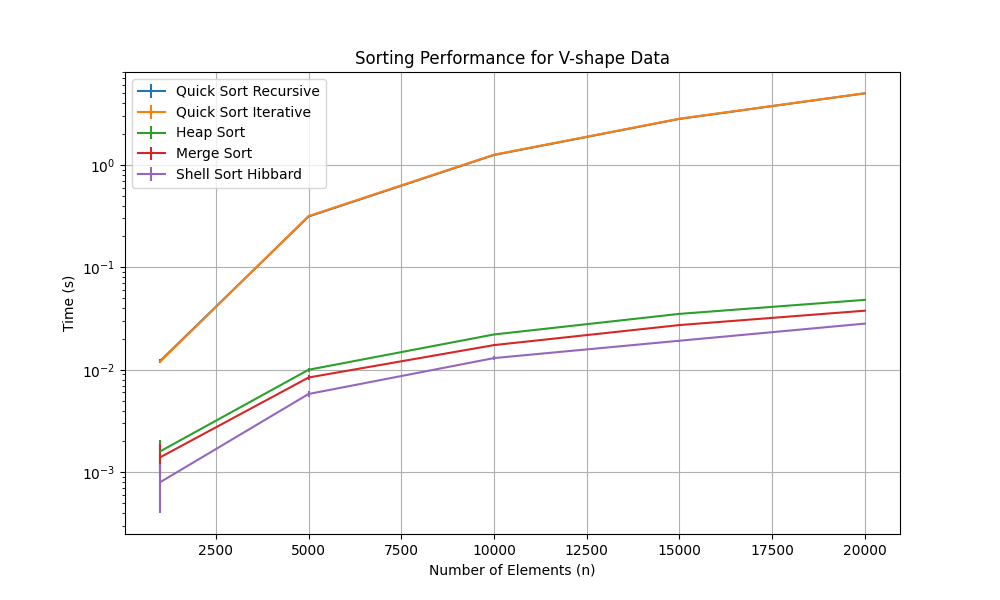 Sorting Performance for V-shape Data
Quick Sort Recursive
Quick Sort Iterative
Heap Sort
Merge Sort
Shell Sort Hibbard
10⁰
10⁻¹
10⁻²
10⁻³
Time (s)
2500 5000 7500 10000 12500 15000 17500 20000
Number of Elements (n)